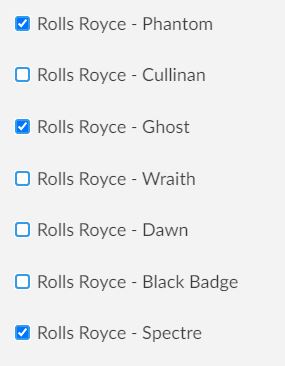 Rolls Royce - Phantom
Rolls Royce - Cullinan
Rolls Royce - Ghost
Rolls Royce - Wraith
Rolls Royce - Dawn
Rolls Royce - Black Badge
Rolls Royce - Spectre